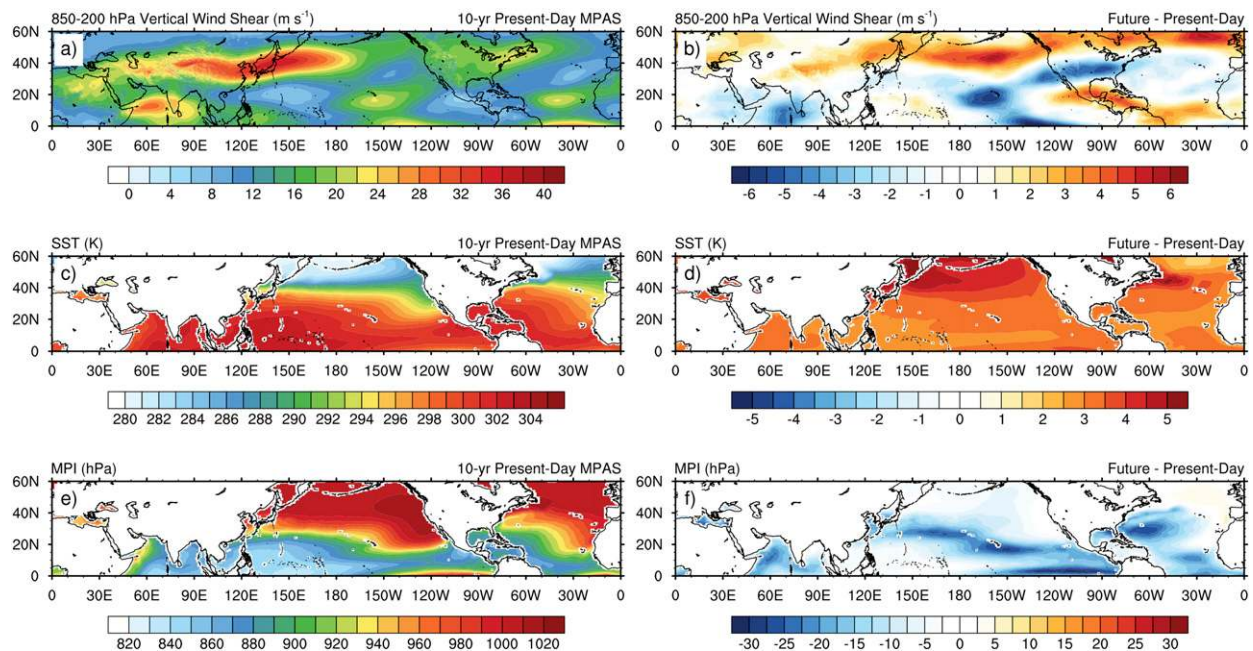 850-200 hPa Vertical Wind Shear (m s⁻¹) 10-yr Present-Day MPAS
a)
60N
40N
20N
0
0 30E 60E 90E 120E 150E 180 150W 120W 90W 60W 30W 0
0 4 8 12 16 20 24 28 32 36 40
850-200 hPa Vertical Wind Shear (m s⁻¹) Future - Present-Day
b)
60N
40N
20N
0
0 30E 60E 90E 120E 150E 180 150W 120W 90W 60W 30W 0
-6 -5 -4 -3 -2 -1 0 1 2 3 4 5 6
SST (K) 10-yr Present-Day MPAS
c)
60N
40N
20N
0
0 30E 60E 90E 120E 150E 180 150W 120W 90W 60W 30W 0
280 282 284 286 288 290 292 294 296 298 300 302 304
SST (K) Future - Present-Day
d)
60N
40N
20N
0
0 30E 60E 90E 120E 150E 180 150W 120W 90W 60W 30W 0
-5 -4 -3 -2 -1 0 1 2 3 4 5
MPI (hPa) 10-yr Present-Day MPAS
e)
60N
40N
20N
0
0 30E 60E 90E 120E 150E 180 150W 120W 90W 60W 30W 0
820 840 860 880 900 920 940 960 980 1000 1020
MPI (hPa) Future - Present-Day
f)
60N
40N
20N
0
0 30E 60E 90E 120E 150E 180 150W 120W 90W 60W 30W 0
-30 -25 -20 -15 -10 -5 0 5 10 15 20 25 30